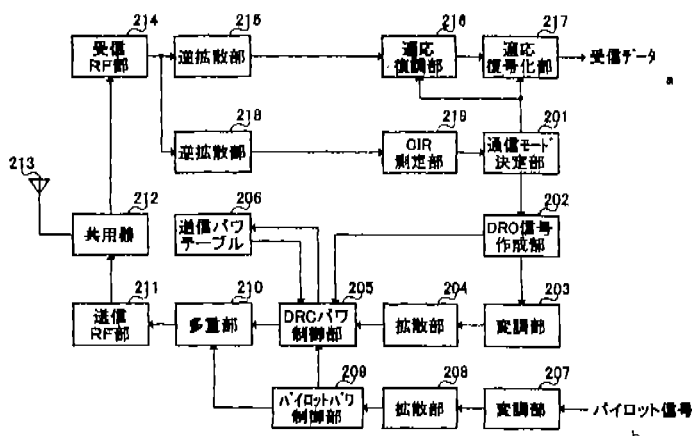 214
受信
RF部
215
逆拡散部
216
適応
復調部
217
適応
復号化部
受信データ
a
218
逆拡散部
219
CIR
測定部
201
通信モード
決定部
213
212
共用器
206
送信パワ
テーブル
202
DRC信号
作成部
211
送信
RF部
210
多重部
205
DRCパワ
制御部
204
拡散部
203
変調部
209
パイロットパワ
制御部
208
拡散部
207
変調部
パイロット信号
b